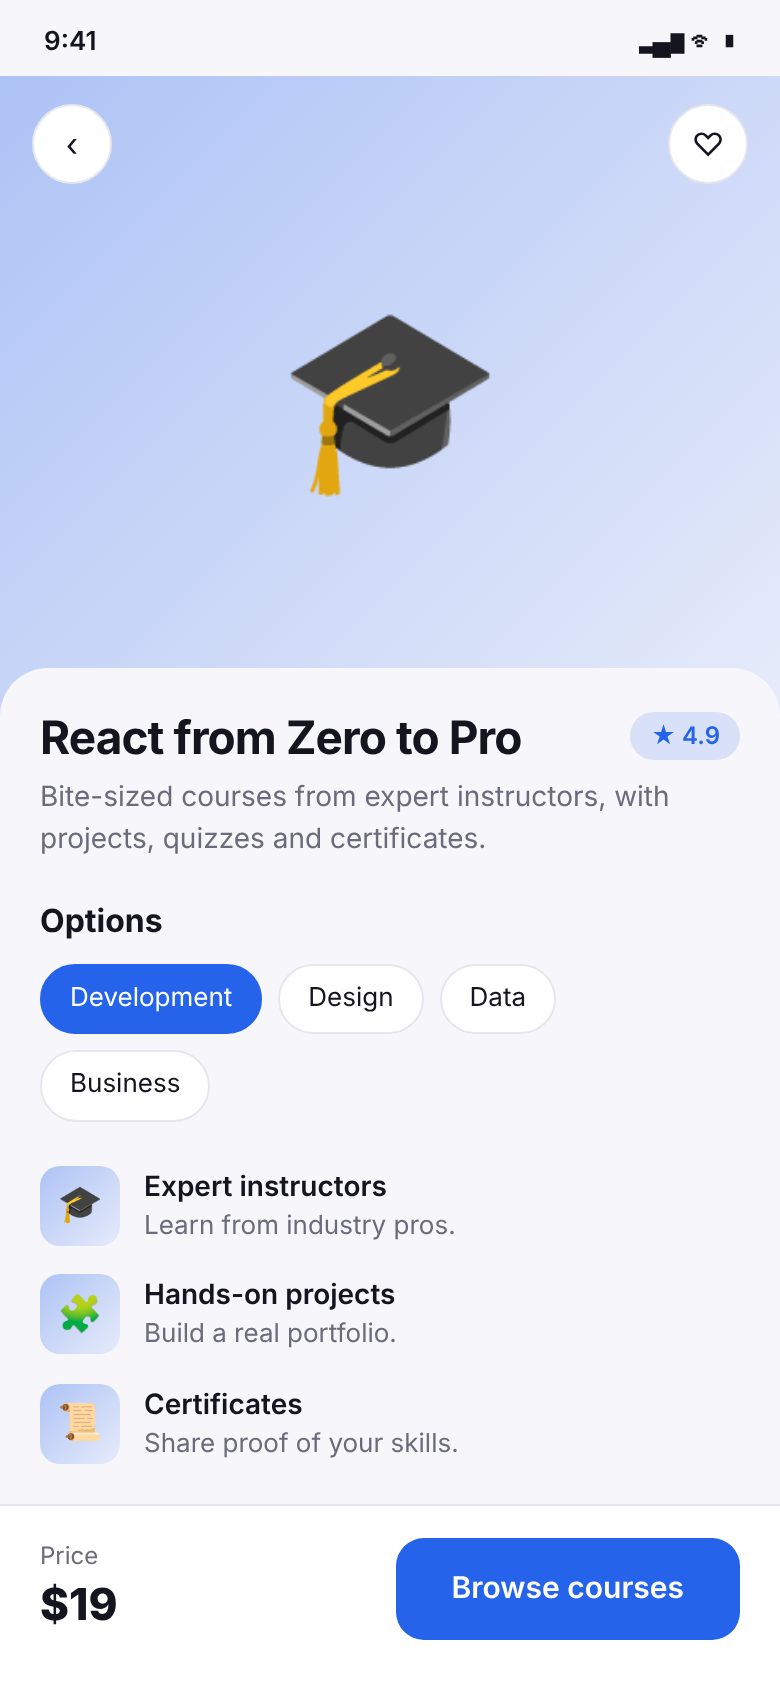 9:41
React from Zero to Pro
★ 4.9
Bite-sized courses from expert instructors, with
projects, quizzes and certificates.
Options
Development
Design
Data
Business
Expert instructors
Learn from industry pros.
Hands-on projects
Build a real portfolio.
Certificates
Share proof of your skills.
Price
$19
Browse courses